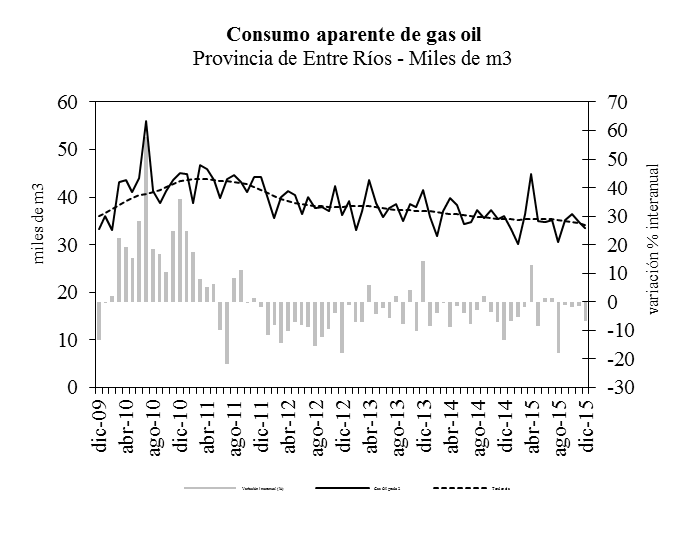 Consumo aparente de gas oil
Provincia de Entre Ríos - Miles de m3
60
50
40
30
20
10
0
miles de m3
70
60
50
40
30
20
10
0
-10
-20
-30
variación % interanual
dic-09
abr-10
ago-10
dic-10
abr-11
ago-11
dic-11
abr-12
ago-12
dic-12
abr-13
ago-13
dic-13
abr-14
ago-14
dic-14
abr-15
ago-15
dic-15